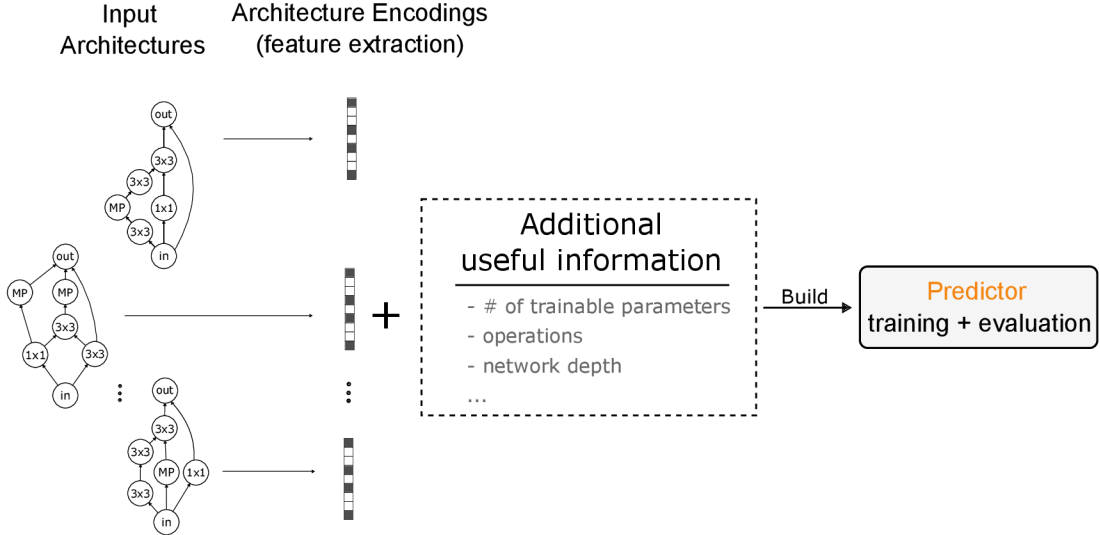 Input
Architectures
Architecture Encodings
(feature extraction)
out
3x3
3x3
MP
1x1
3x3
in
out
MP
MP
3x3
1x1
3x3
in
out
3x3
3x3
MP
1x1
3x3
in
+
Additional
useful information
- # of trainable parameters
- operations
- network depth
...
Build
Predictor
training + evaluation